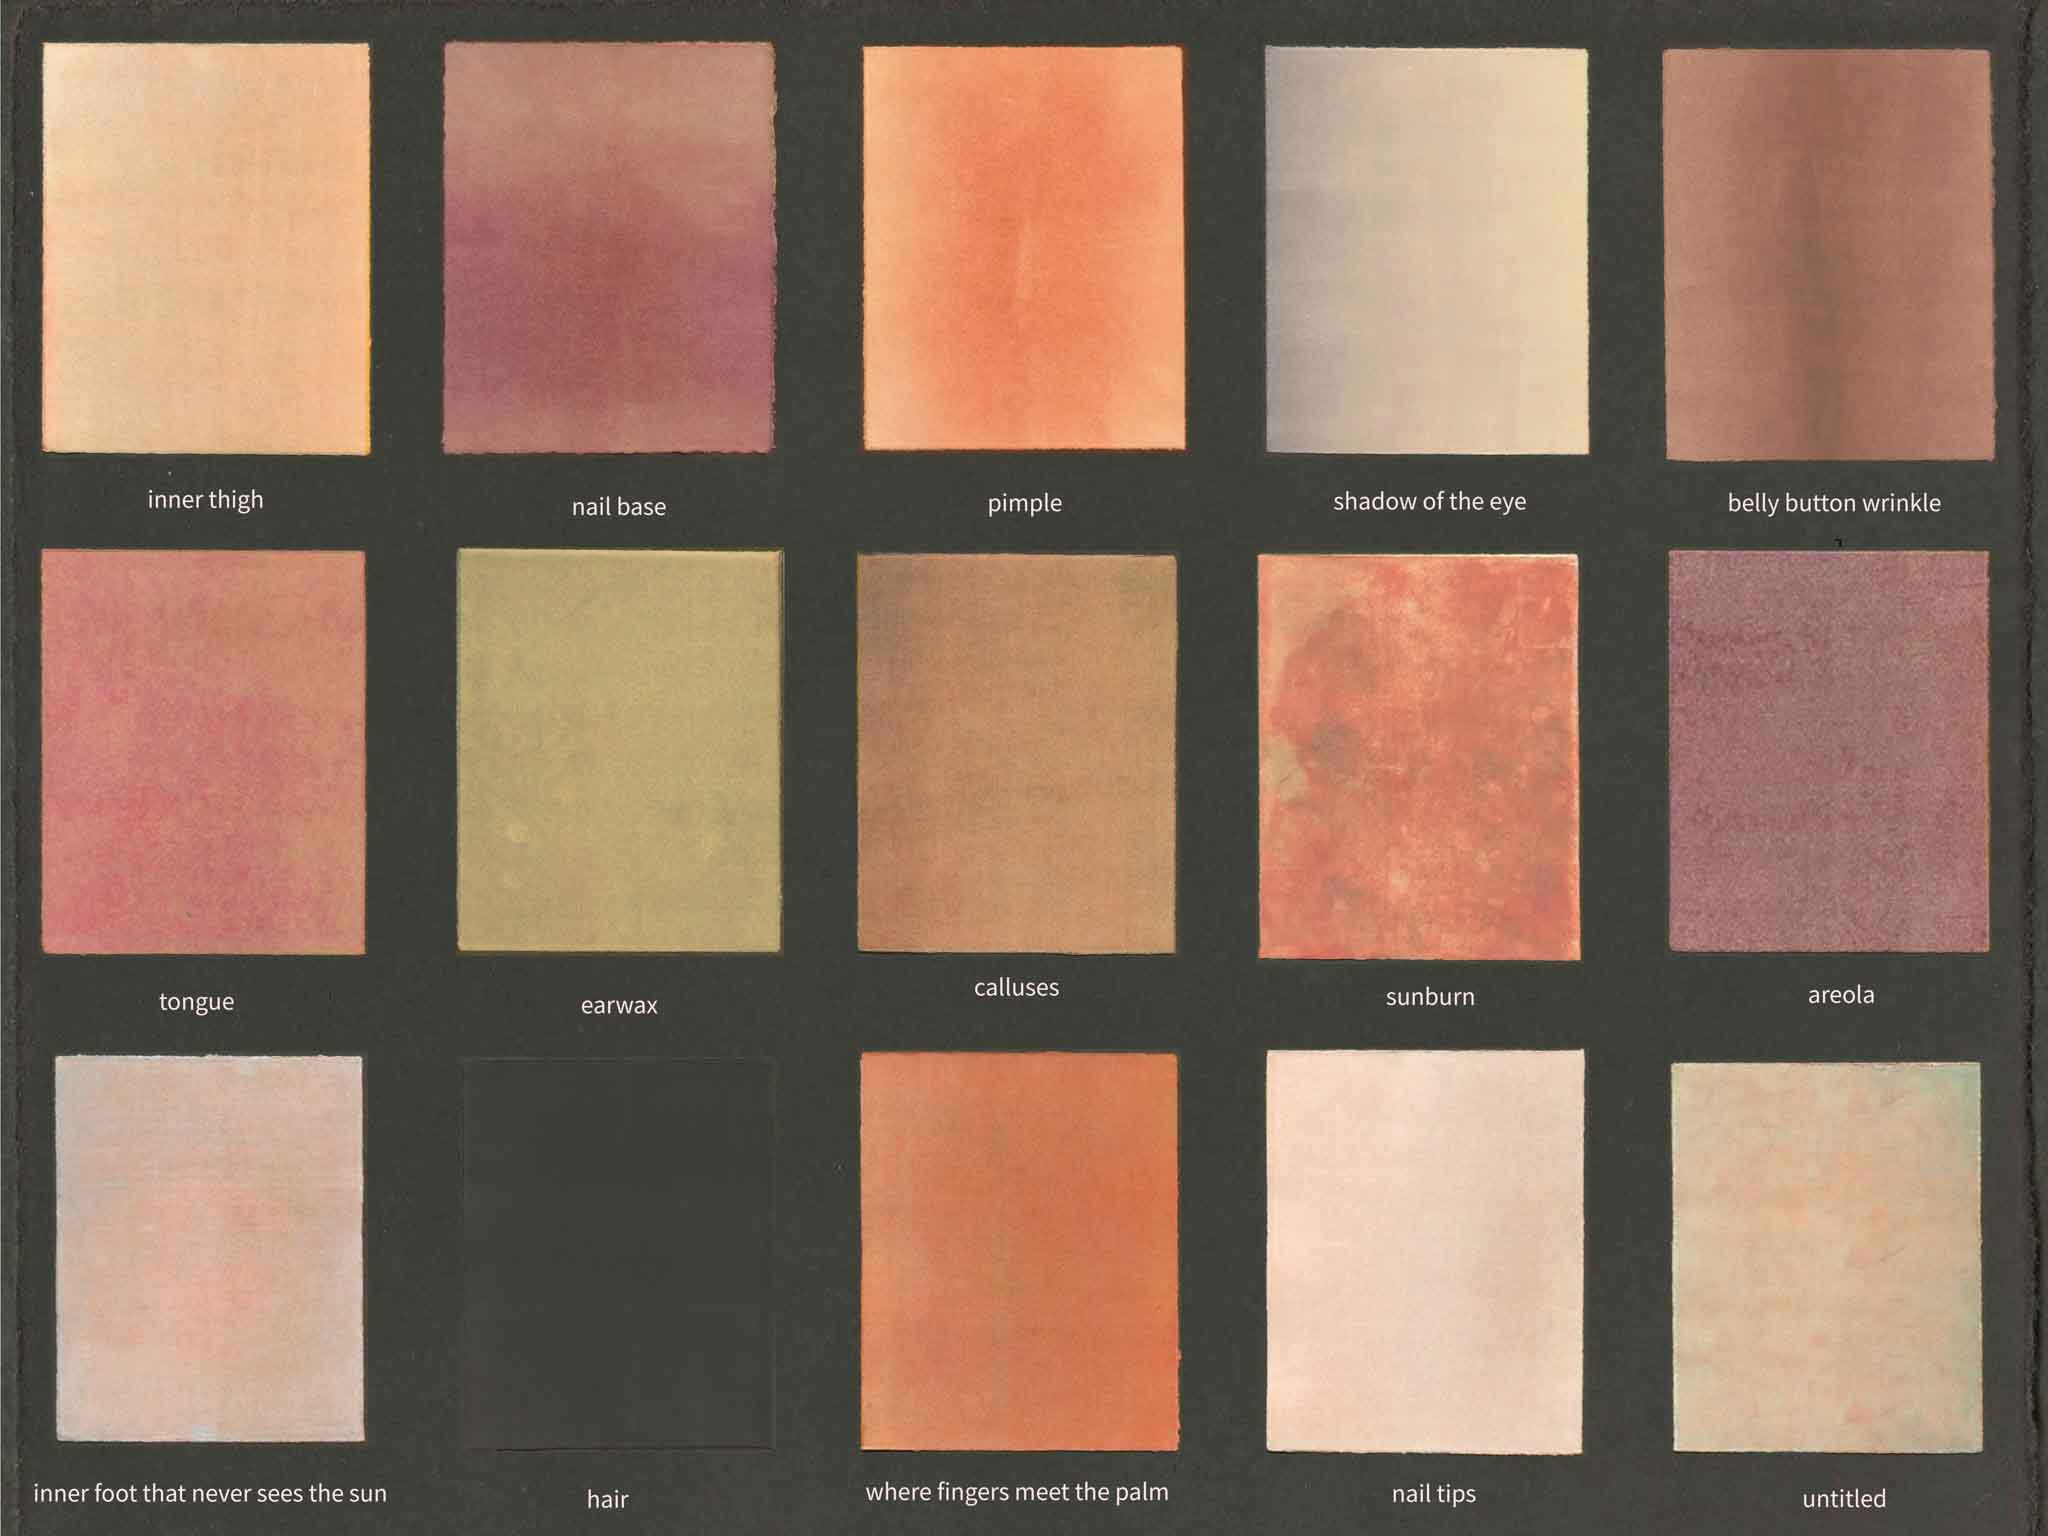 inner thigh
nail base
pimple
shadow of the eye
belly button wrinkle
tongue
earwax
calluses
sunburn
areola
inner foot that never sees the sun
hair
where fingers meet the palm
nail tips
untitled